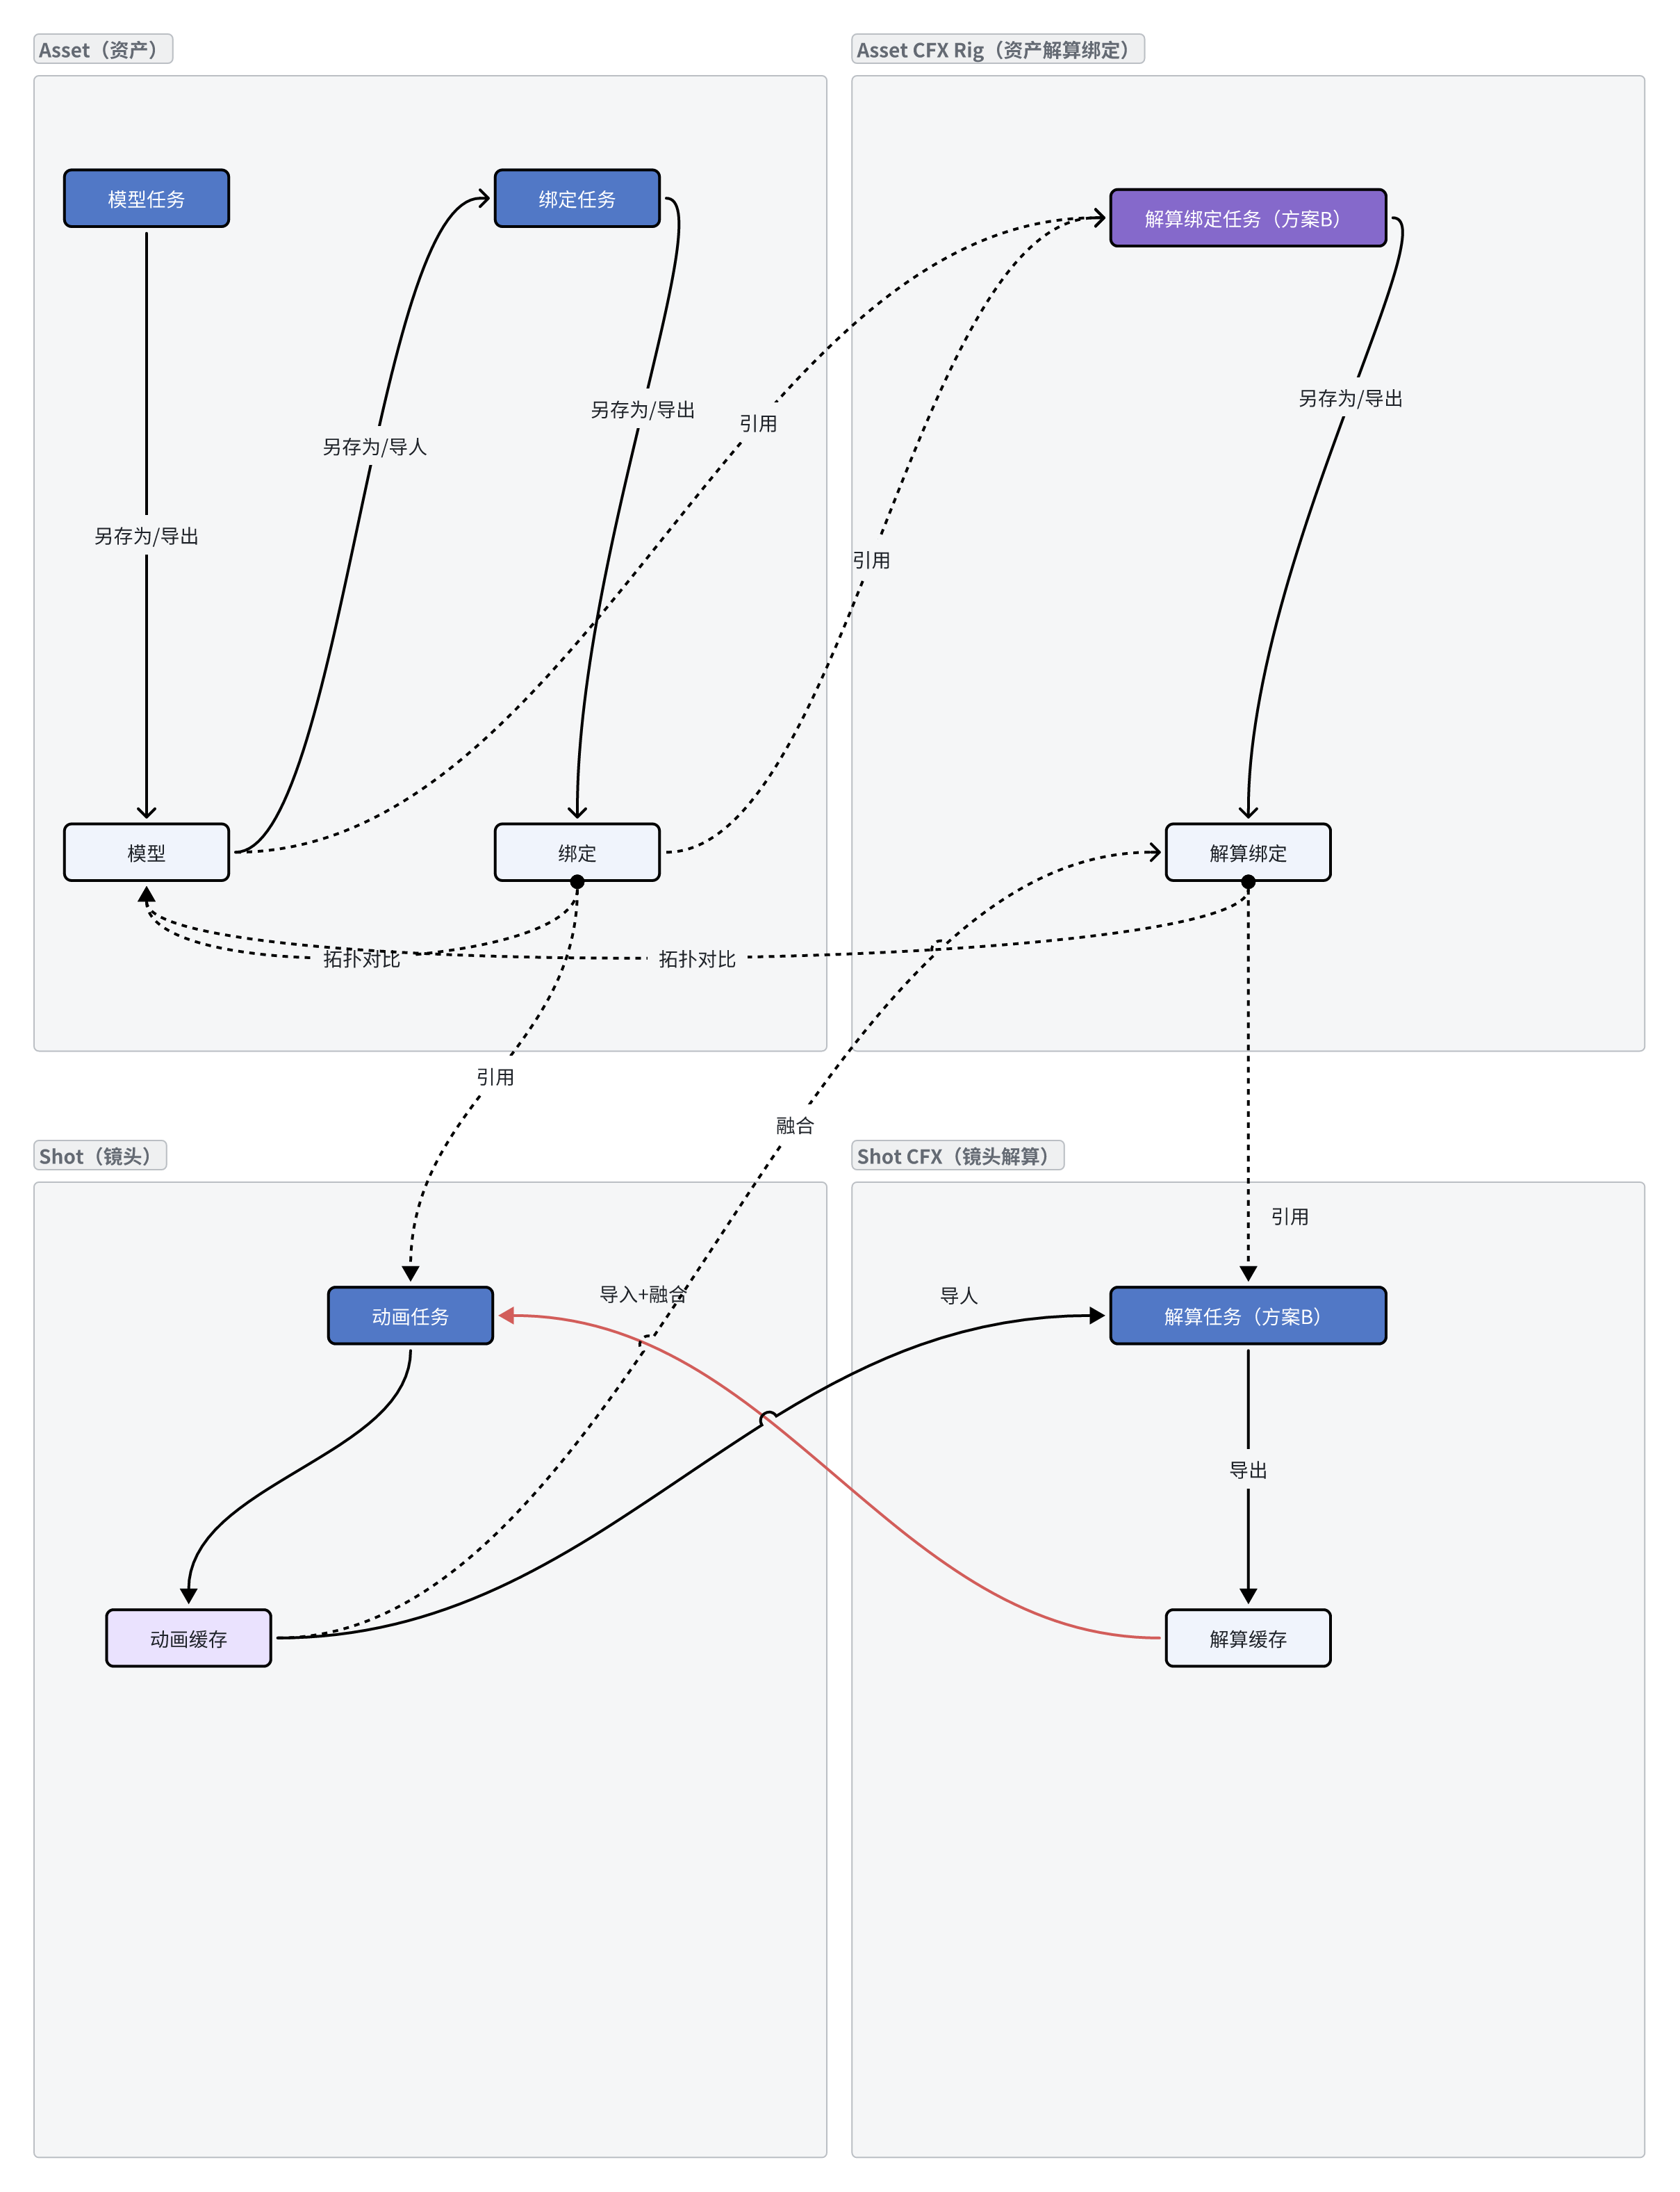 Asset（资产）
Asset CFX Rig（资产解算绑定）
模型任务
绑定任务
解算绑定任务（方案B）
另存为/导出
另存为/导出
引用
另存为/导人
另存为/导出
引用
模型
绑定
解算绑定
拓扑对比
拓扑对比
引用
融合
Shot（镜头）
Shot CFX（镜头解算）
引用
导入+融合
导人
动画任务
解算任务（方案B）
导出
动画缓存
解算缓存